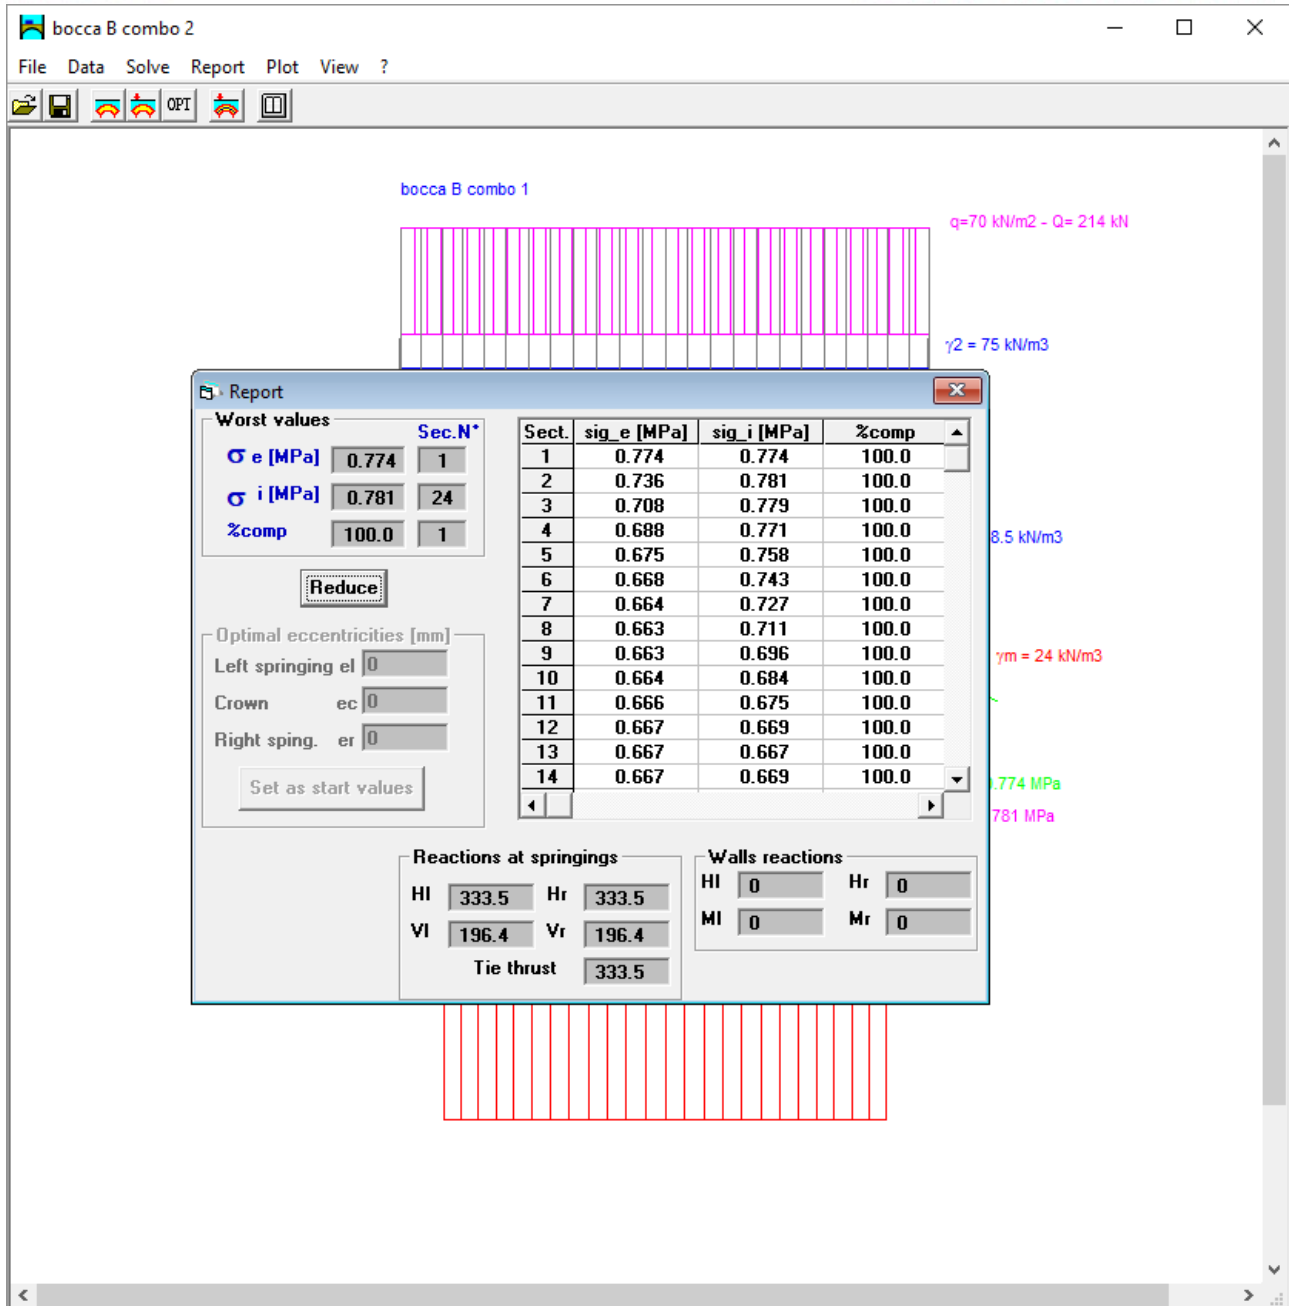 bocca B combo 2
File Data Solve Report Plot View ?
OPT
bocca B combo 1
q=70 kN/m2 - Q= 214 kN
γ2 = 75 kN/m3
8.5 kN/m3
γm = 24 kN/m3
.774 MPa
781 MPa
Report
Worst values
Sec.N°
σ e [MPa] 0.774 1
σ i [MPa] 0.781 24
%comp 100.0 1
Reduce
Optimal eccentricities [mm]
Left springing el 0
Crown ec 0
Right sping. er 0
Set as start values
Sect. sig_e [MPa] sig_i [MPa] %comp
1 0.774 0.774 100.0
2 0.736 0.781 100.0
3 0.708 0.779 100.0
4 0.688 0.771 100.0
5 0.675 0.758 100.0
6 0.668 0.743 100.0
7 0.664 0.727 100.0
8 0.663 0.711 100.0
9 0.663 0.696 100.0
10 0.664 0.684 100.0
11 0.666 0.675 100.0
12 0.667 0.669 100.0
13 0.667 0.667 100.0
14 0.667 0.669 100.0
Reactions at springings
Hl 333.5 Hr 333.5
Vl 196.4 Vr 196.4
Tie thrust 333.5
Walls reactions
Hl 0 Hr 0
Ml 0 Mr 0